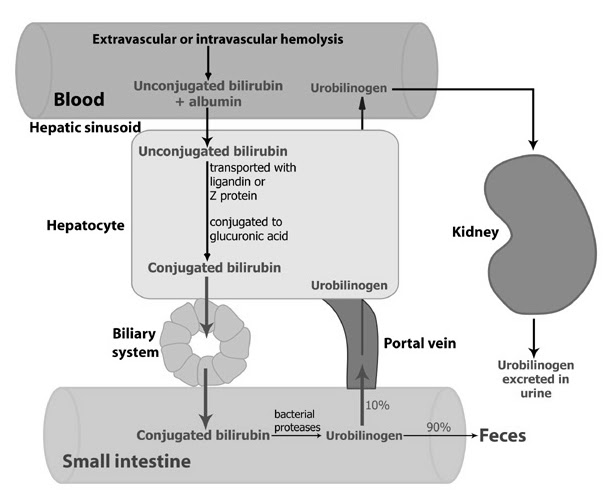 Extravascular or intravascular hemolysis
Unconjugated bilirubin
+ albumin
Urobilinogen
Blood
Hepatic sinusoid
Unconjugated bilirubin
transported with
ligandin or
Z protein
Hepatocyte
conjugated to
glucuronic acid
Kidney
Conjugated bilirubin
Urobilinogen
Biliary
system
Portal vein
Urobilinogen
excreted in
urine
10%
Conjugated bilirubin
bacterial
proteases
Urobilinogen
90%
Feces
Small intestine